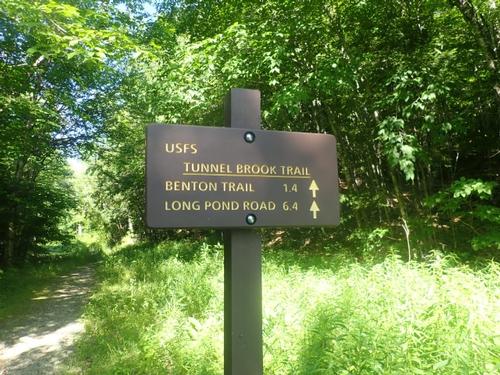 USFS
TUNNEL BROOK TRAIL
BENTON TRAIL 1.4
LONG POND ROAD 6.4